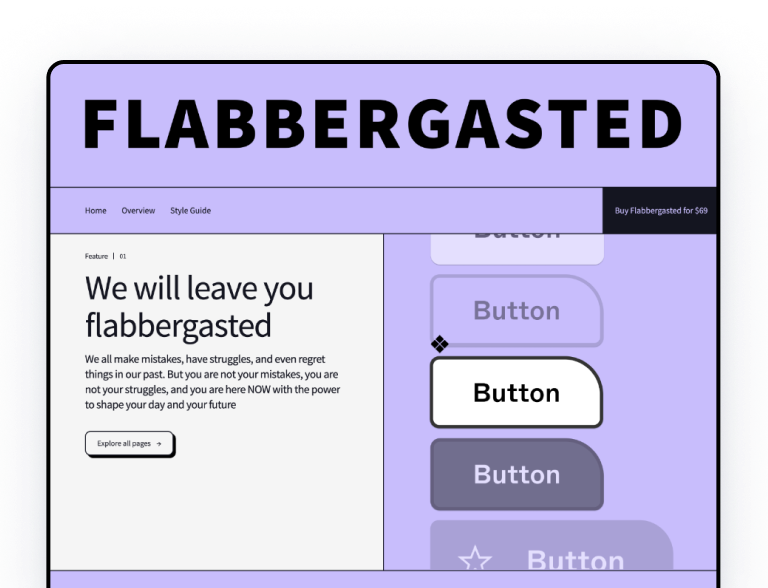 FLABBERGASTED
Home Overview Style Guide Buy Flabbergasted for $69
Feature | 01
We will leave you
flabbergasted
We all make mistakes, have struggles, and even regret
things in our past. But you are not your mistakes, you are
not your struggles, and you are here NOW with the power
to shape your day and your future
Explore all pages →
Button
Button
Button
Button
Button